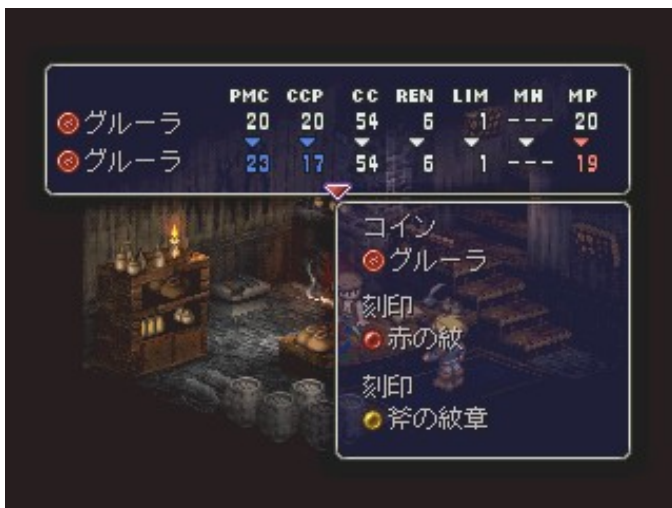 PMC CCP CC REN LIM MH MP
グルーラ 20 20 54 6 1 --- 20
グルーラ 23 17 54 6 1 --- 19
コイン
グルーラ
刻印
赤の紋
刻印
斧の紋章